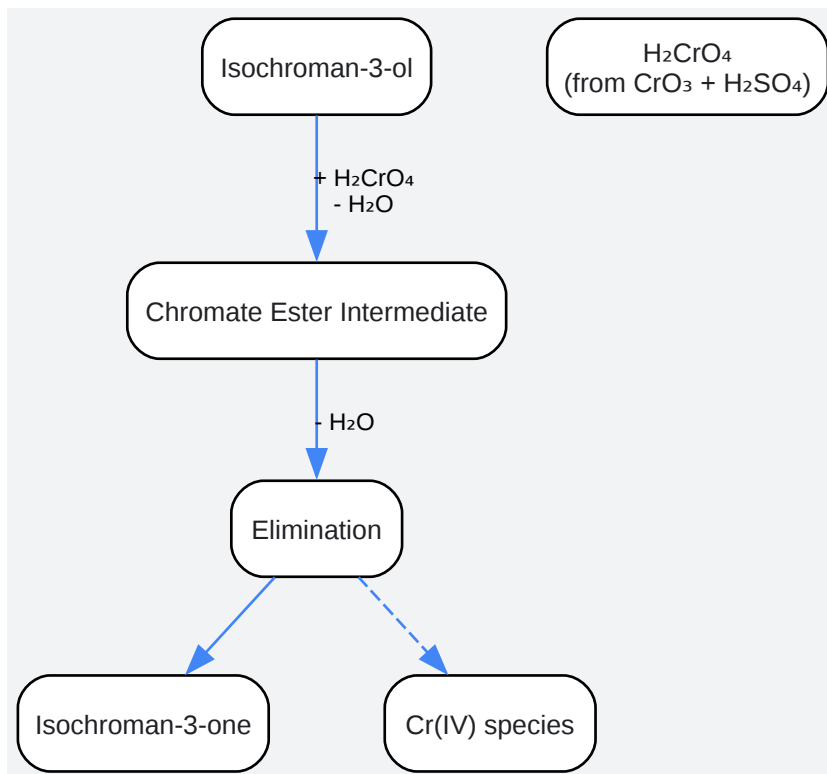 Isochroman-3-ol
H₂CrO₄
(from CrO₃ + H₂SO₄)
+ H₂CrO₄
- H₂O
Chromate Ester Intermediate
- H₂O
Elimination
Isochroman-3-one
Cr(IV) species